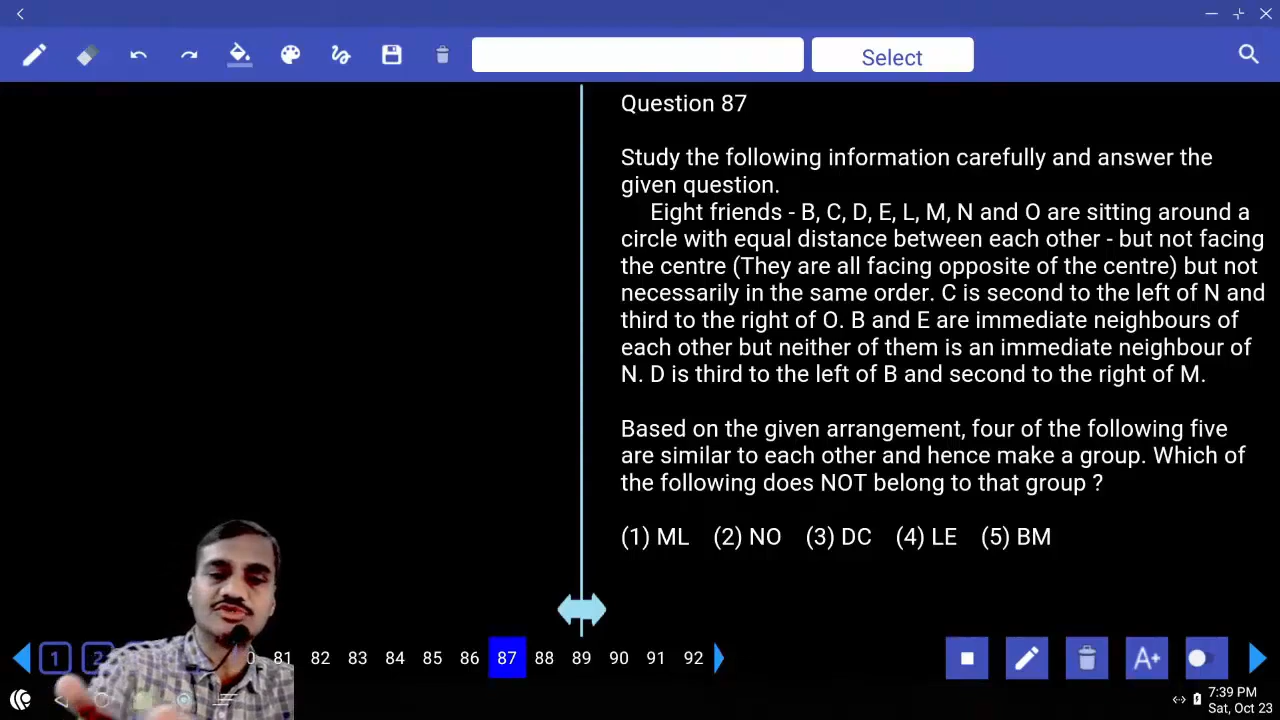 Select
Question 87
Study the following information carefully and answer the
given question.
Eight friends - B, C, D, E, L, M, N and O are sitting around a
circle with equal distance between each other - but not facing
the centre (They are all facing opposite of the centre) but not
necessarily in the same order. C is second to the left of N and
third to the right of O. B and E are immediate neighbours of
each other but neither of them is an immediate neighbour of
N. D is third to the left of B and second to the right of M.
Based on the given arrangement, four of the following five
are similar to each other and hence make a group. Which of
the following does NOT belong to that group ?
(1) ML (2) NO (3) DC (4) LE (5) BM
1 2 81 82 83 84 85 86 87 88 89 90 91 92
A+
7:39 PM
Sat, Oct 23